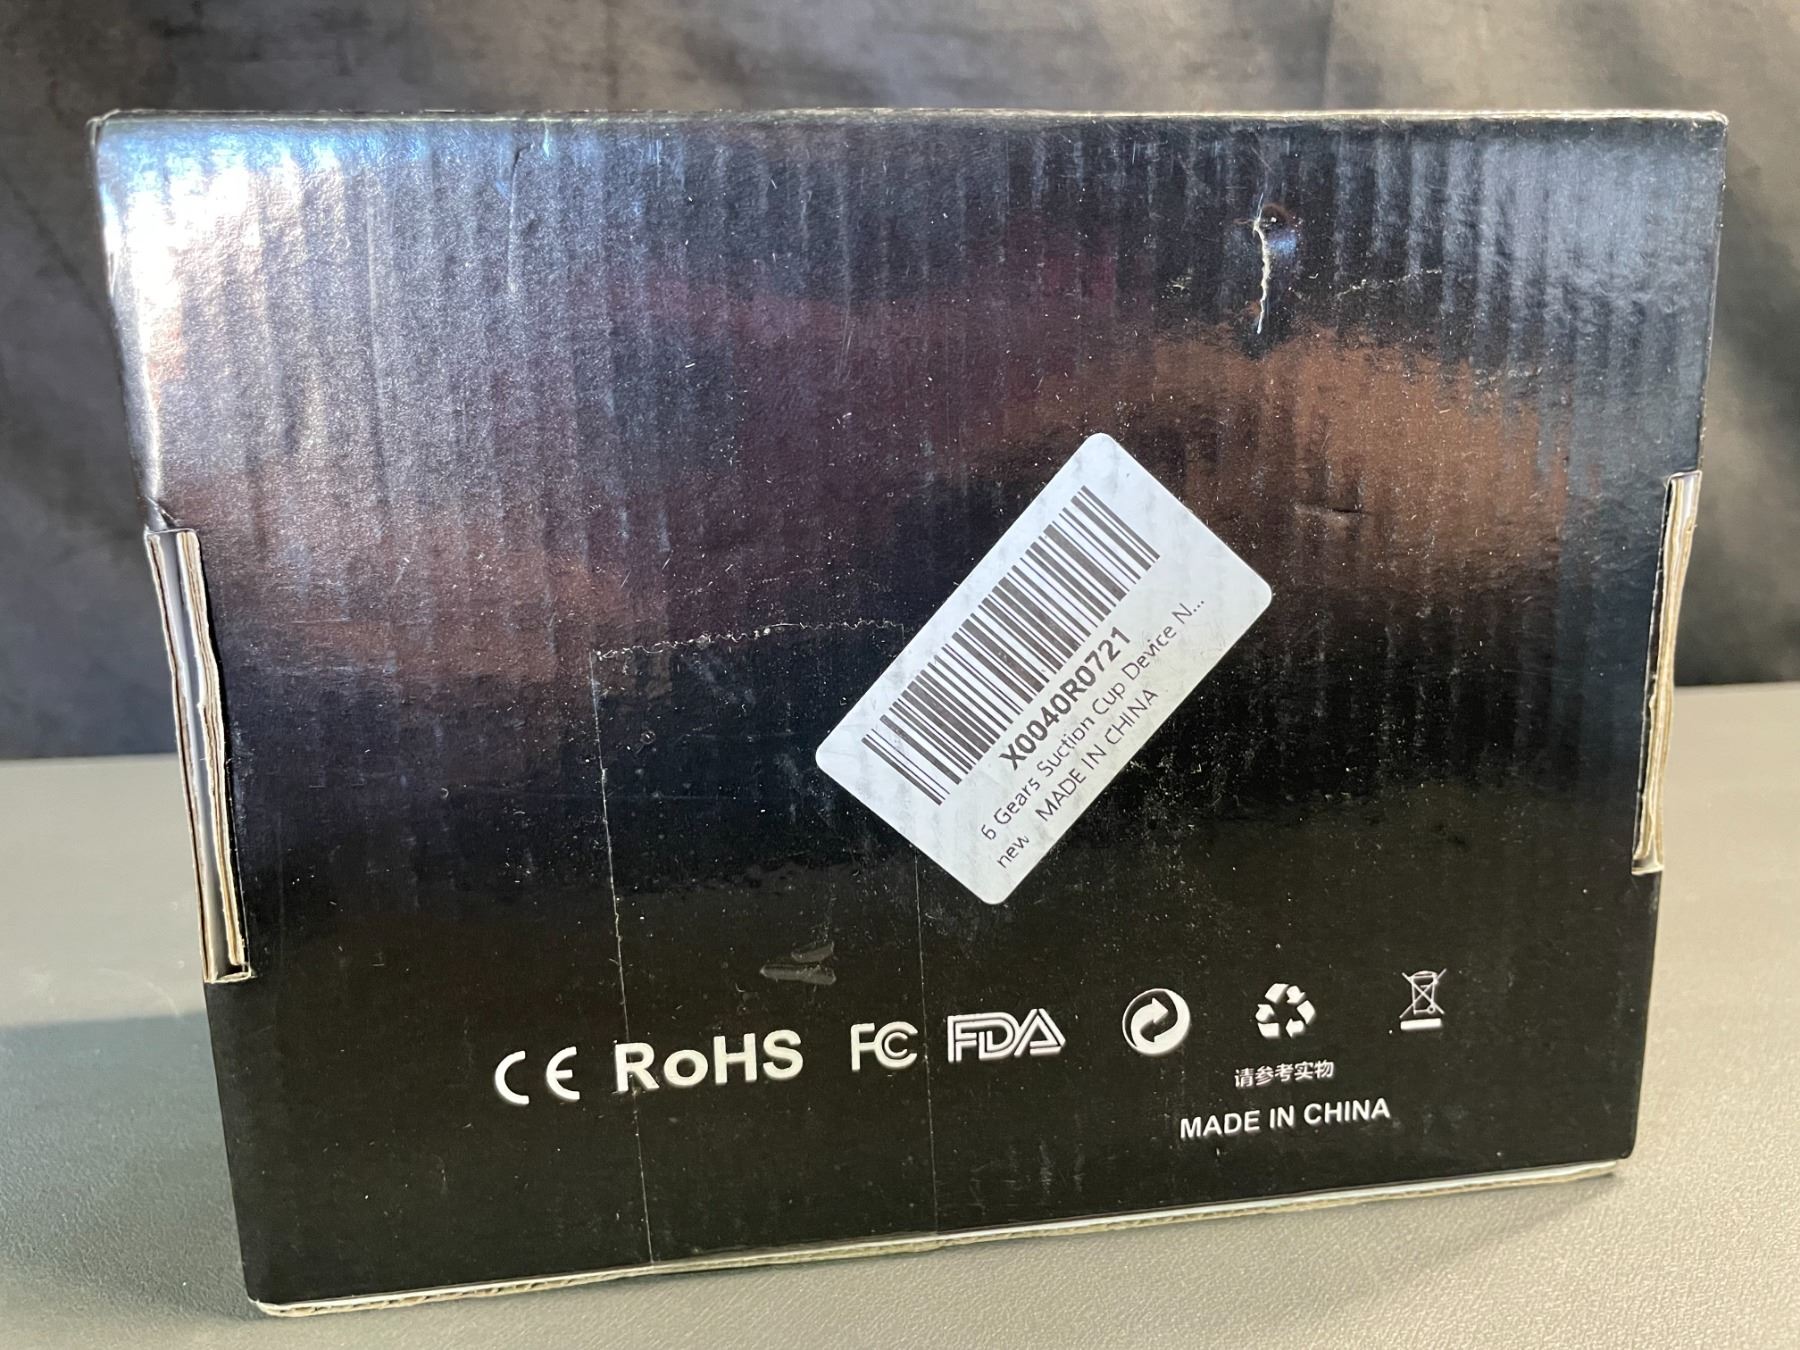 X0040R0721
6 Gears Suction Cup Device N...
new MADE IN CHINA
CE RoHS FC FDA
请参考实物
MADE IN CHINA